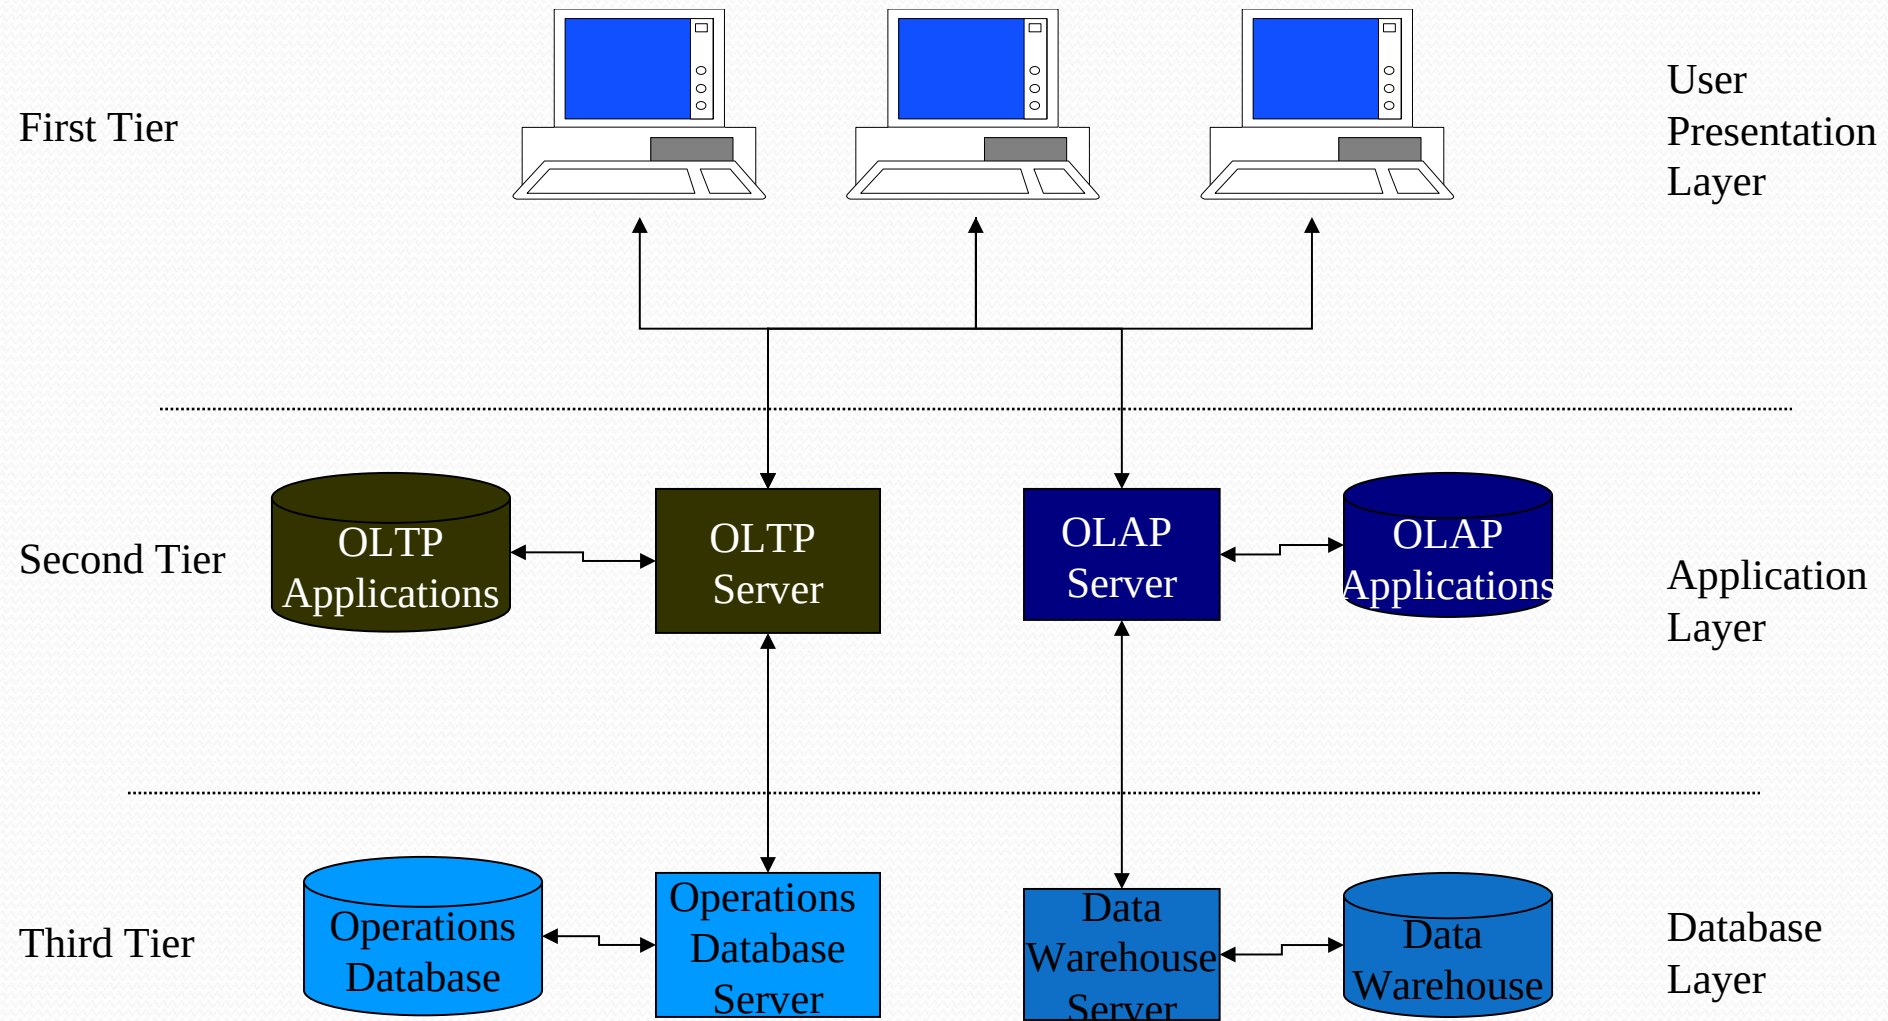 First Tier
User
Presentation
Layer
Second Tier
OLTP
Applications
OLTP
Server
OLAP
Server
OLAP
Applications
Application
Layer
Third Tier
Operations
Database
Operations
Database
Server
Data
Warehouse
Server
Data
Warehouse
Database
Layer